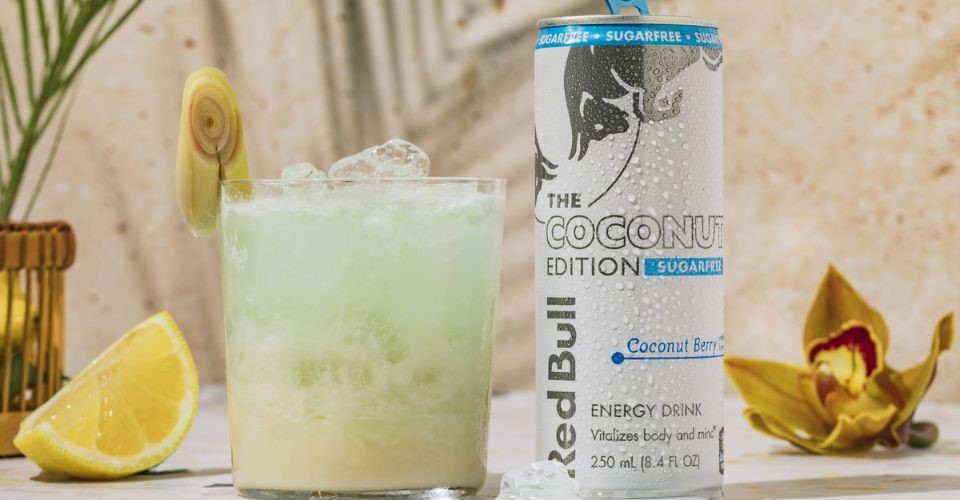 SUGARFREE • SUGARFREE •
THE
COCONUT
EDITION SUGARFREE
Red Bull
Coconut Berry
ENERGY DRINK
Vitalizes body and mind®
250 mL (8.4 FL OZ)